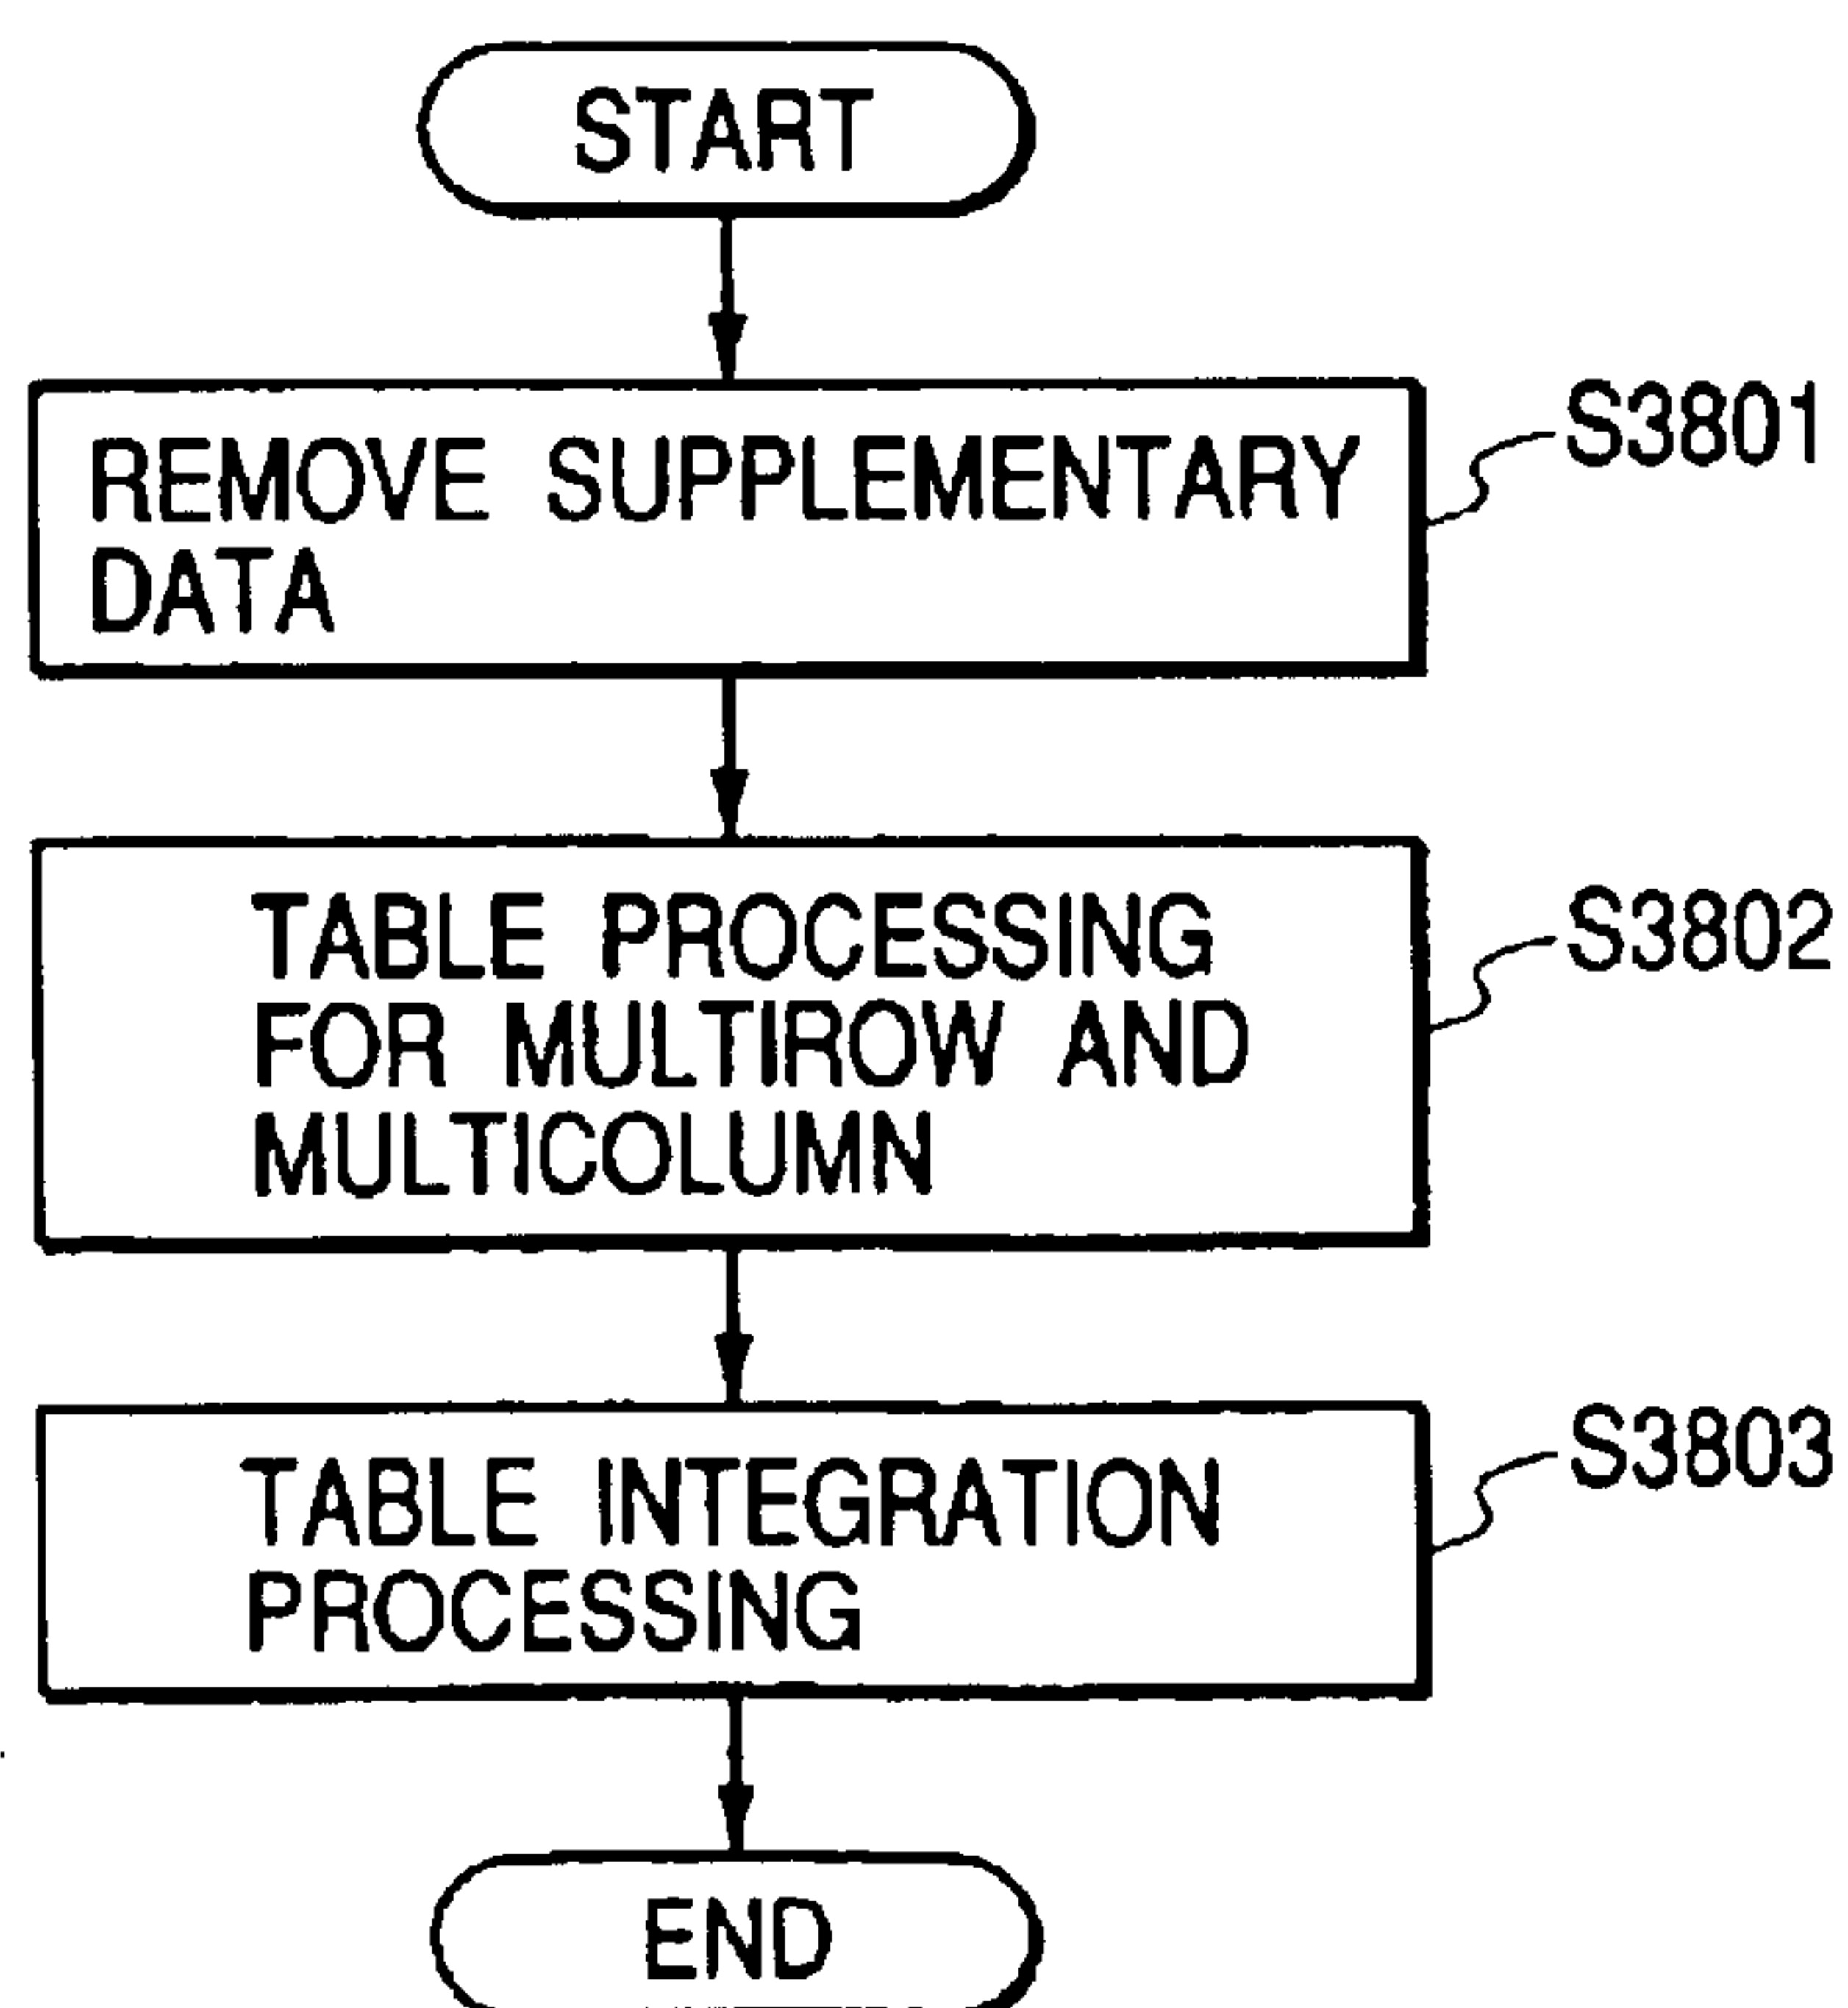 START
REMOVE SUPPLEMENTARY
DATA
S3801
TABLE PROCESSING
FOR MULTIROW AND
MULTICOLUMN
S3802
TABLE INTEGRATION
PROCESSING
S3803
END